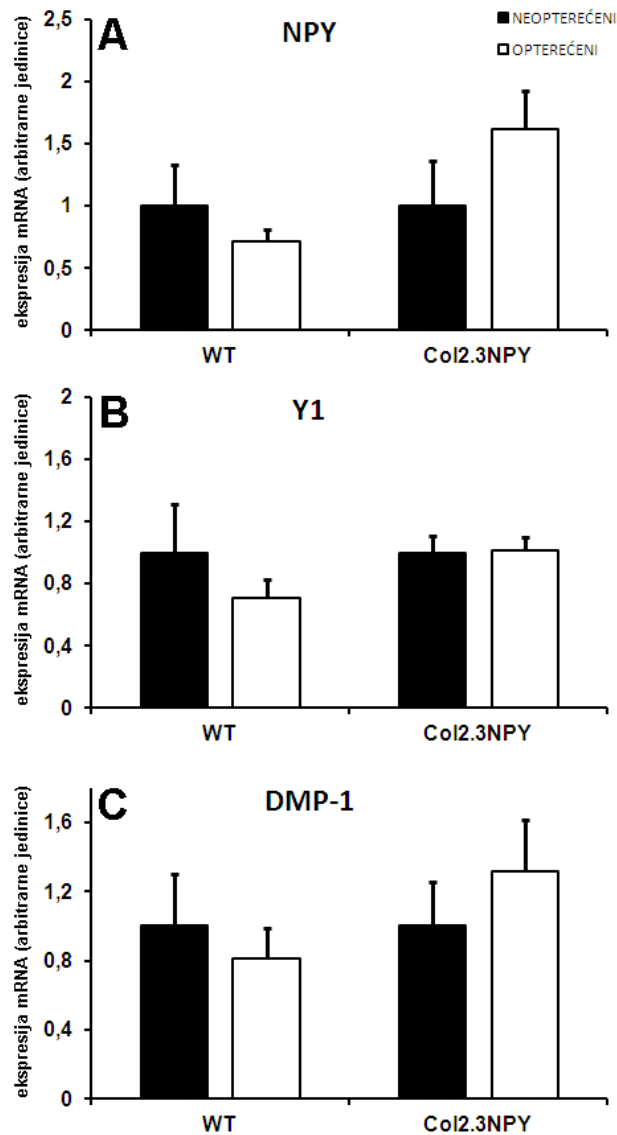 A
NPY
NEOPTEREĆENI
OPTEREĆENI
ekspresija mRNA (arbitrarne jedinice)
2,5
2
1,5
1
0,5
0
WT
Col2.3NPY
B
Y1
ekspresija mRNA (arbitrarne jedinice)
2
1,6
1,2
0,8
0,4
0
WT
Col2.3NPY
C
DMP-1
ekspresija mRNA (arbitrarne jedinice)
1,6
1,2
0,8
0,4
0
WT
Col2.3NPY